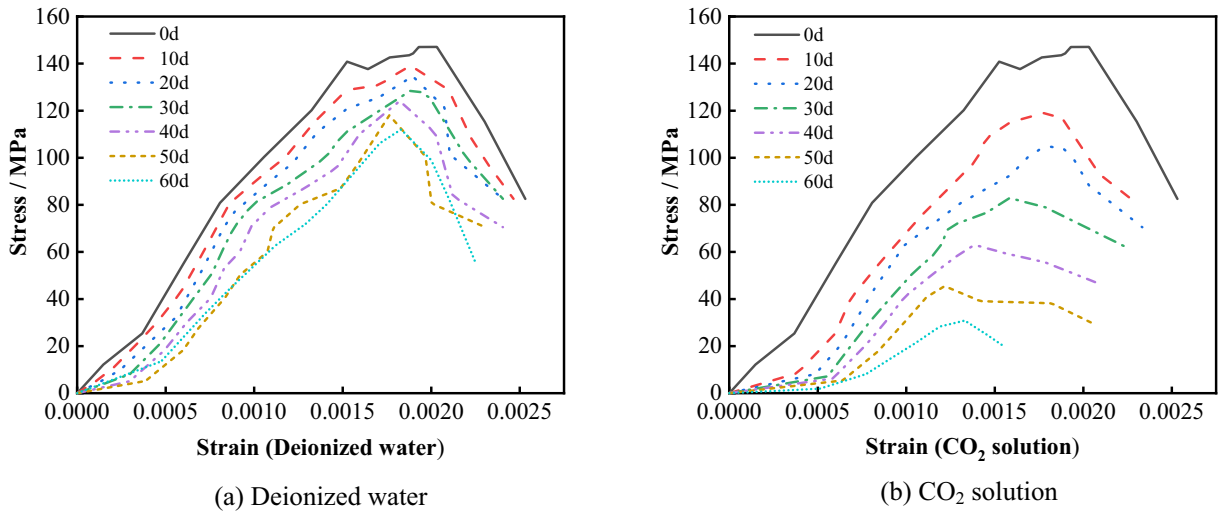 160
140
120
100
80
60
40
20
0
Stress / MPa
0d
10d
20d
30d
40d
50d
60d
0.0000 0.0005 0.0010 0.0015 0.0020 0.0025
Strain (Deionized water)
(a) Deionized water
160
140
120
100
80
60
40
20
0
Stress / MPa
0d
10d
20d
30d
40d
50d
60d
0.0000 0.0005 0.0010 0.0015 0.0020 0.0025
Strain (CO₂ solution)
(b) CO₂ solution